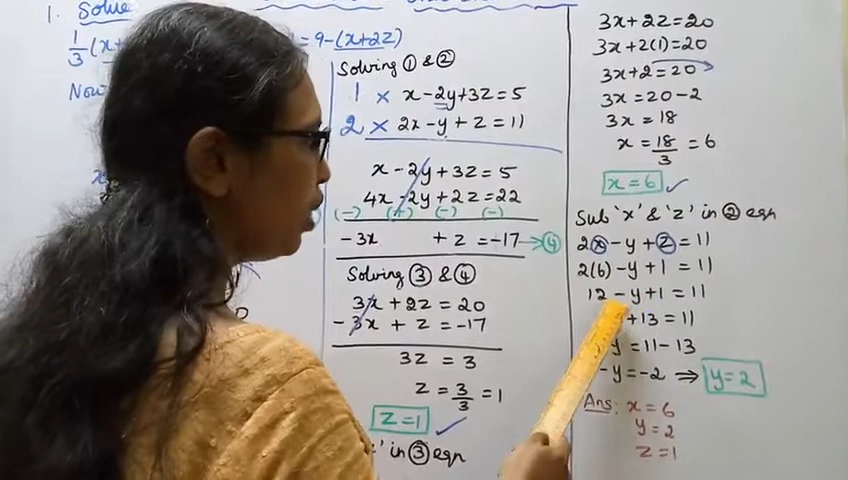 1. Solve
1/3 (x+ = 9-(x+2z)
Now
Solving ① & ②
1 × x-2y+3z=5
2 × 2x-y+z=11
x-2y+3z=5
4x-2y+2z=22
(-) (+) (-) (-)
-3x +z=-17→④
Solving ③ & ④
3x+2z=20
-3x+z=-17
3z=3
z=3/3=1
z=1
' in ③ eqn
3x+2z=20
3x+2(1)=20
3x+2=20
3x=20-2
3x=18
x=18/3=6
x=6
Sub 'x' & 'z' in ② eqn
2x-y+z=11
2(6)-y+1=11
12-y+1=11
y+13=11
y=11-13
-y=-2 ⇒ y=2
Ans: x=6
y=2
z=1